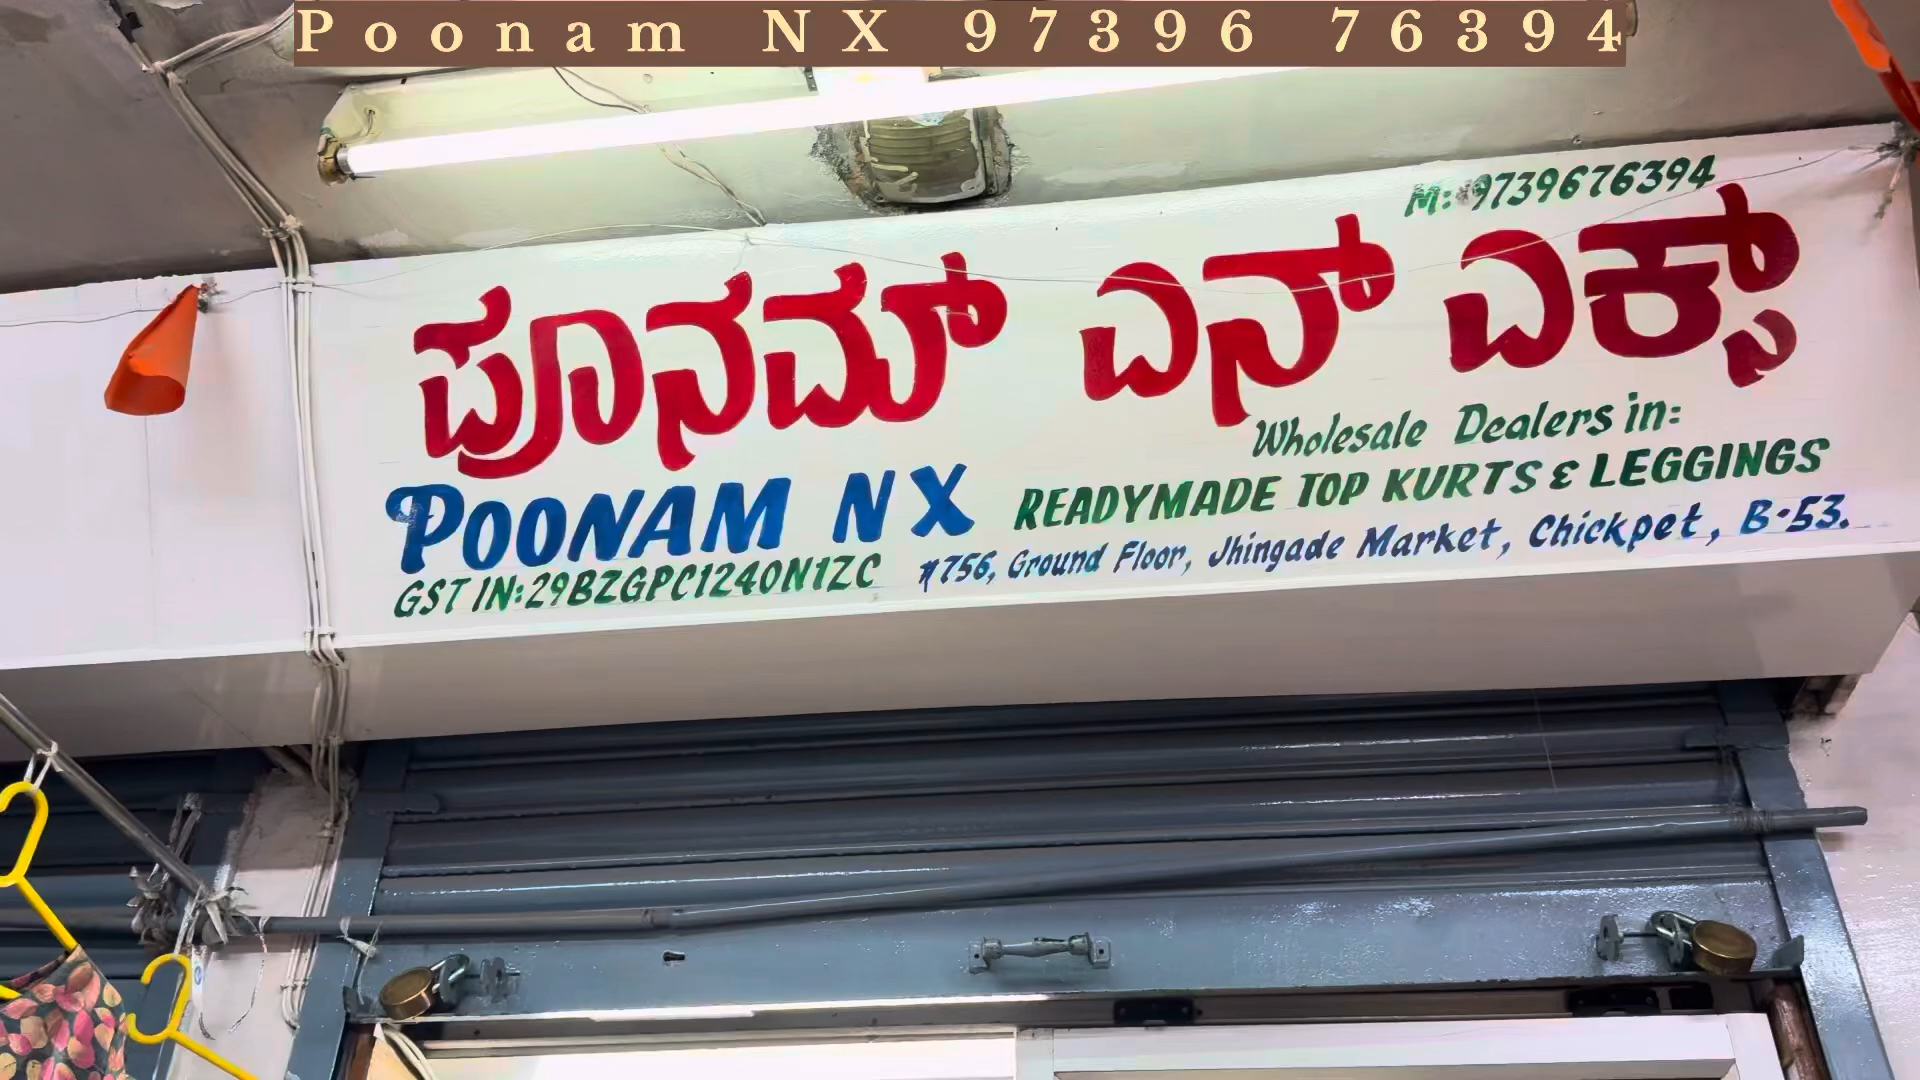 Poonam NX 97396 76394
M: 9739676394
ಪೂನಮ್ ಎನ್ ಎಕ್ಸ್
Wholesale Dealers in:
POONAM NX READYMADE TOP KURTS & LEGGINGS
GST IN:29BZGPC1240N1ZC #756, Ground Floor, Jhingade Market, Chickpet, B-53.